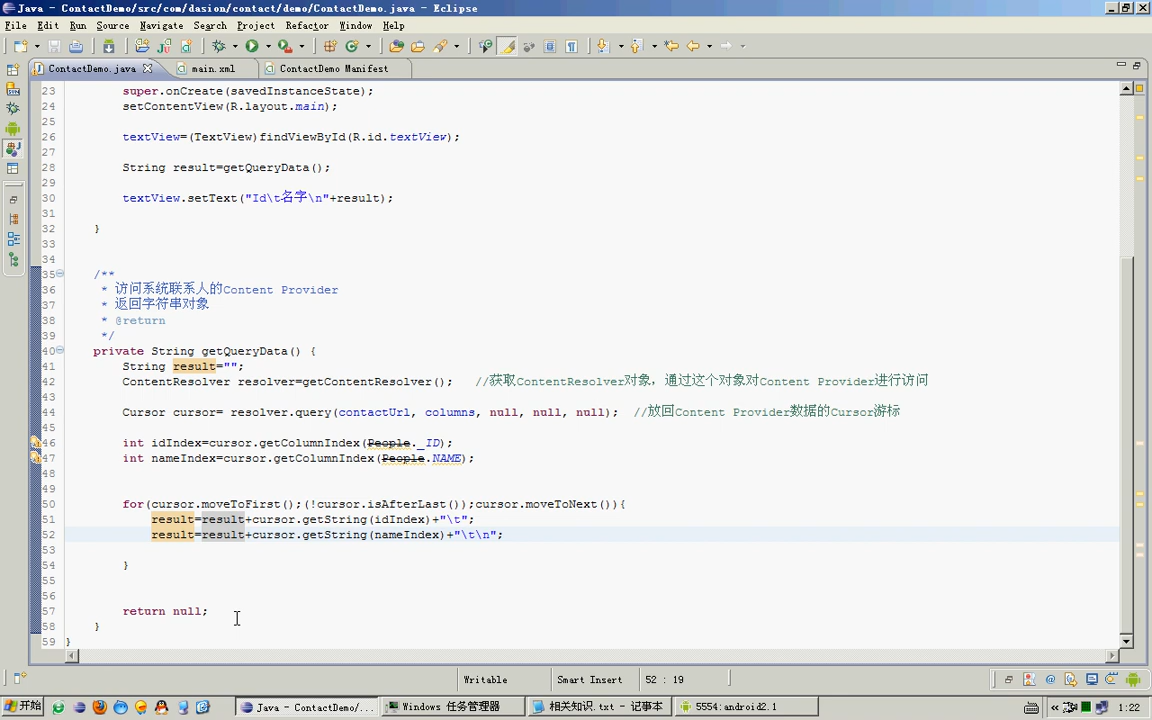 Java - ContactDemo/src/com/dasion/contact/demo/ContactDemo.java - Eclipse
File Edit Run Source Navigate Search Project Refactor Window Help
ContactDemo.java main.xml ContactDemo Manifest
23 super.onCreate(savedInstanceState);
24 setContentView(R.layout.main);
25
26 textView=(TextView)findViewById(R.id.textView);
27
28 String result=getQueryData();
29
30 textView.setText("Id\t名字\n"+result);
31
32 }
33
34
35 /**
36 * 访问系统联系人的Content Provider
37 * 返回字符串对象
38 * @return
39 */
40 private String getQueryData() {
41 String result="";
42 ContentResolver resolver=getContentResolver(); //获取ContentResolver对象，通过这个对象对Content Provider进行访问
43
44 Cursor cursor= resolver.query(contactUrl, columns, null, null, null); //放回Content Provider数据的Cursor游标
45
46 int idIndex=cursor.getColumnIndex(People._ID);
47 int nameIndex=cursor.getColumnIndex(People.NAME);
48
49
50 for(cursor.moveToFirst();(!cursor.isAfterLast());cursor.moveToNext()){
51 result=result+cursor.getString(idIndex)+"\t";
52 result=result+cursor.getString(nameIndex)+"\t\n";
53
54 }
55
56
57 return null;
58 }
59 }
Writable Smart Insert 52 : 19
开始 Java - ContactDemo/... Windows 任务管理器 相关知识.txt - 记事本 5554:android2.1 1:22